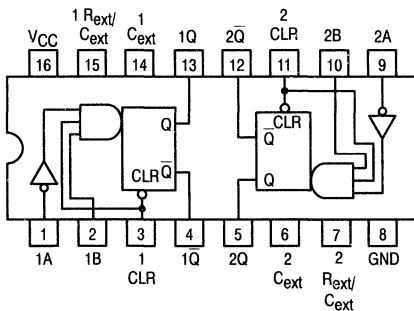 1 Rext/ 1 2
VCC Cext Cext 1Q 2Q̅ CLR 2B 2A
16 15 14 13 12 11 10 9
Q Q̅ CLR
CLR Q̅ Q
1 2 3 4 5 6 7 8
1A 1B 1 1Q̅ 2Q 2 2 GND
CLR Cext Rext/
Cext